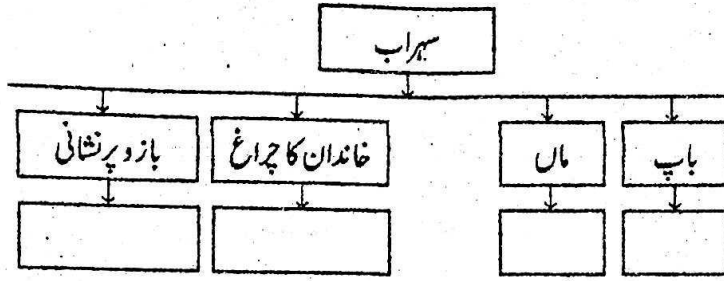 سہراب
باپ
ماں
خاندان کا چراغ
بازو پر نشانی